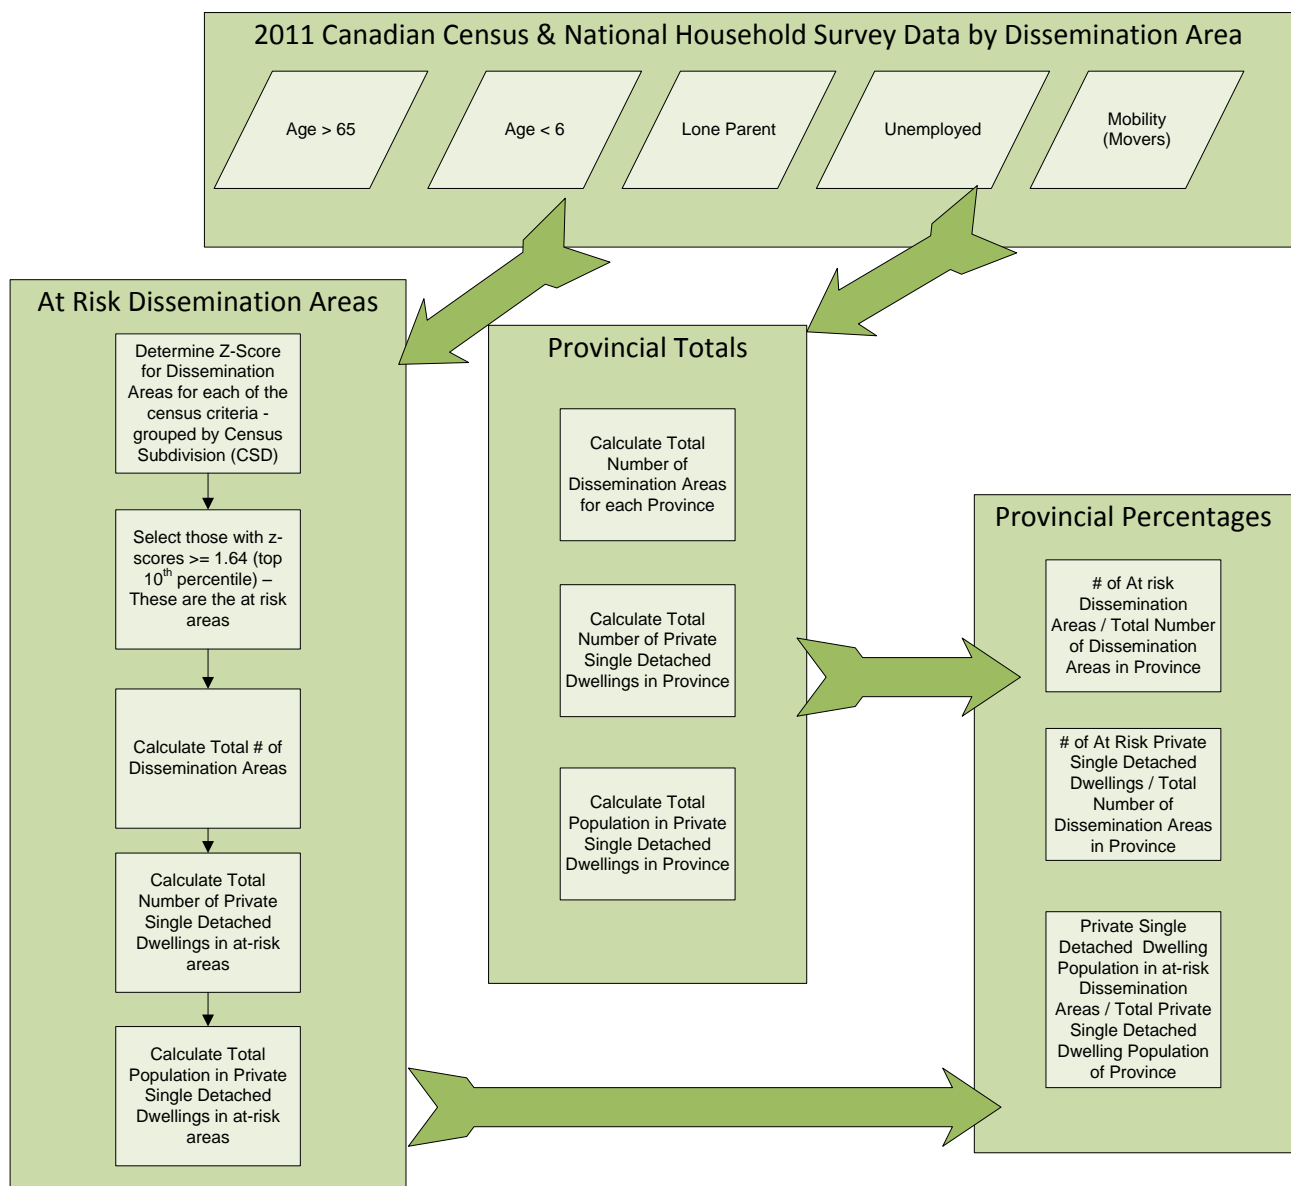 2011 Canadian Census & National Household Survey Data by Dissemination Area
Age > 65
Age < 6
Lone Parent
Unemployed
Mobility
(Movers)
At Risk Dissemination Areas
Determine Z-Score
for Dissemination
Areas for each of the
census criteria -
grouped by Census
Subdivision (CSD)
Select those with z-
scores >= 1.64 (top
10th percentile) –
These are the at risk
areas
Calculate Total # of
Dissemination Areas
Calculate Total
Number of Private
Single Detached
Dwellings in at-risk
areas
Calculate Total
Population in Private
Single Detached
Dwellings in at-risk
areas
Provincial Totals
Calculate Total
Number of
Dissemination Areas
for each Province
Calculate Total
Number of Private
Single Detached
Dwellings in Province
Calculate Total
Population in Private
Single Detached
Dwellings in Province
Provincial Percentages
# of At risk
Dissemination
Areas / Total Number
of Dissemination
Areas in Province
# of At Risk Private
Single Detached
Dwellings / Total
Number of
Dissemination Areas
in Province
Private Single
Detached Dwelling
Population in at-risk
Dissemination
Areas / Total Private
Single Detached
Dwelling Population
of Province